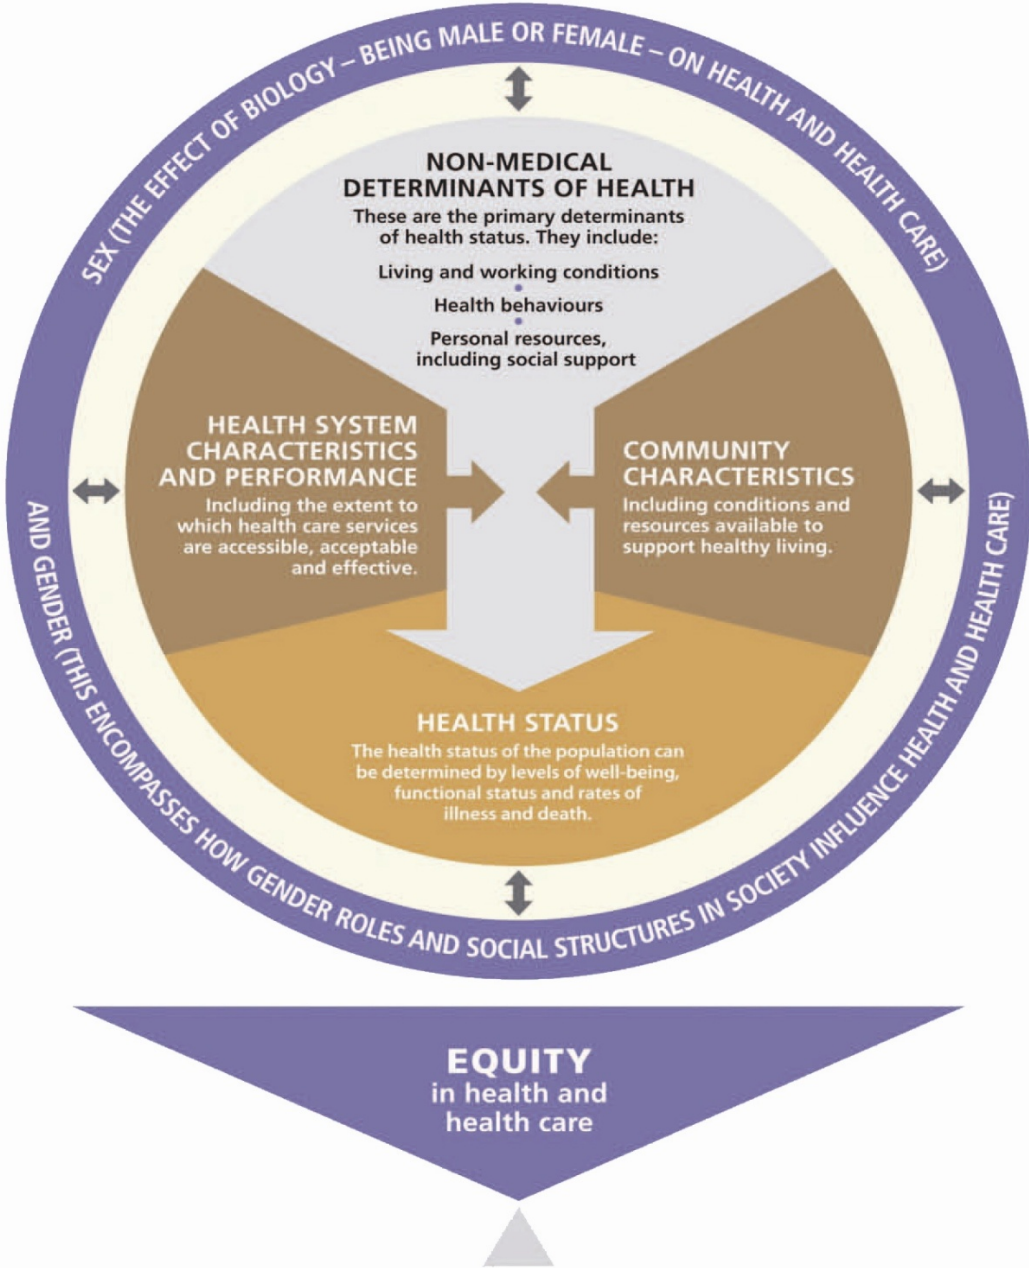 SEX (THE EFFECT OF BIOLOGY – BEING MALE OR FEMALE – ON HEALTH AND HEALTH CARE)
AND GENDER (THIS ENCOMPASSES HOW GENDER ROLES AND SOCIAL STRUCTURES IN SOCIETY INFLUENCE HEALTH AND HEALTH CARE)
NON-MEDICAL
DETERMINANTS OF HEALTH
These are the primary determinants
of health status. They include:
Living and working conditions
•
Health behaviours
•
Personal resources,
including social support
HEALTH SYSTEM
CHARACTERISTICS
AND PERFORMANCE
Including the extent to
which health care services
are accessible, acceptable
and effective.
COMMUNITY
CHARACTERISTICS
Including conditions and
resources available to
support healthy living.
HEALTH STATUS
The health status of the population can
be determined by levels of well-being,
functional status and rates of
illness and death.
EQUITY
in health and
health care